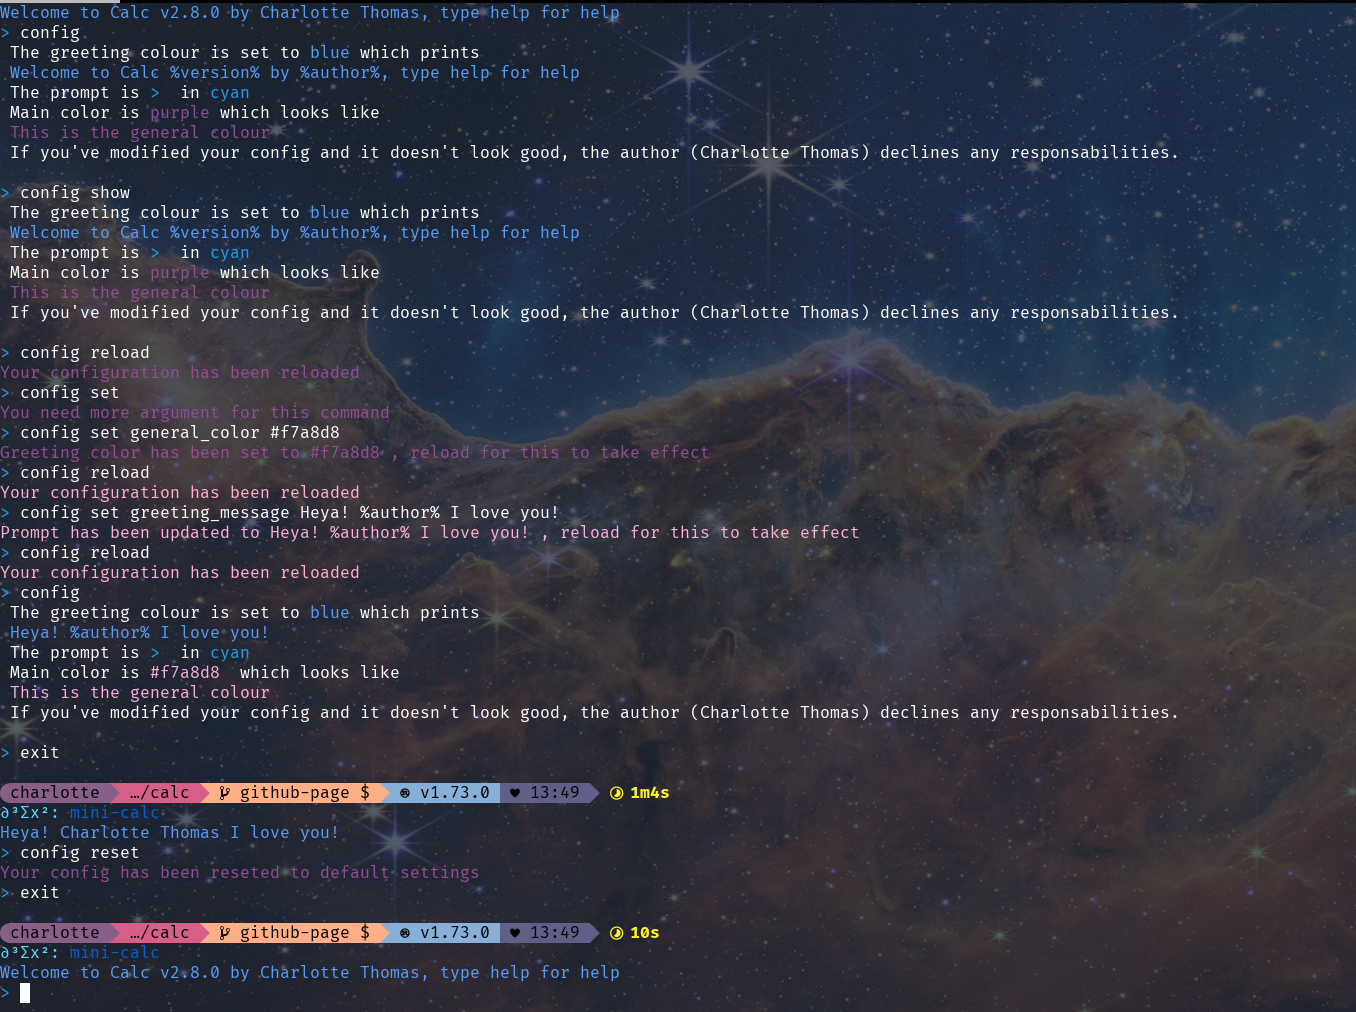 Welcome to Calc v2.8.0 by Charlotte Thomas, type help for help
> config
The greeting colour is set to blue which prints
Welcome to Calc %version% by %author%, type help for help
The prompt is >  in cyan
Main color is purple which looks like
This is the general colour
If you've modified your config and it doesn't look good, the author (Charlotte Thomas) declines any responsabilities.
> config show
The greeting colour is set to blue which prints
Welcome to Calc %version% by %author%, type help for help
The prompt is >  in cyan
Main color is purple which looks like
This is the general colour
If you've modified your config and it doesn't look good, the author (Charlotte Thomas) declines any responsabilities.
> config reload
Your configuration has been reloaded
> config set
You need more argument for this command
> config set general_color #f7a8d8
Greeting color has been set to #f7a8d8 , reload for this to take effect
> config reload
Your configuration has been reloaded
> config set greeting_message Heya! %author% I love you!
Prompt has been updated to Heya! %author% I love you! , reload for this to take effect
> config reload
Your configuration has been reloaded
> config
The greeting colour is set to blue which prints
Heya! %author% I love you!
The prompt is >  in cyan
Main color is #f7a8d8  which looks like
This is the general colour
If you've modified your config and it doesn't look good, the author (Charlotte Thomas) declines any responsabilities.
> exit
charlotte …/calc github-page $ v1.73.0 ♥ 13:49 1m4s
∂³Σx²: mini-calc
Heya! Charlotte Thomas I love you!
> config reset
Your config has been reseted to default settings
> exit
charlotte …/calc github-page $ v1.73.0 ♥ 13:49 10s
∂³Σx²: mini-calc
Welcome to Calc v2.8.0 by Charlotte Thomas, type help for help
>